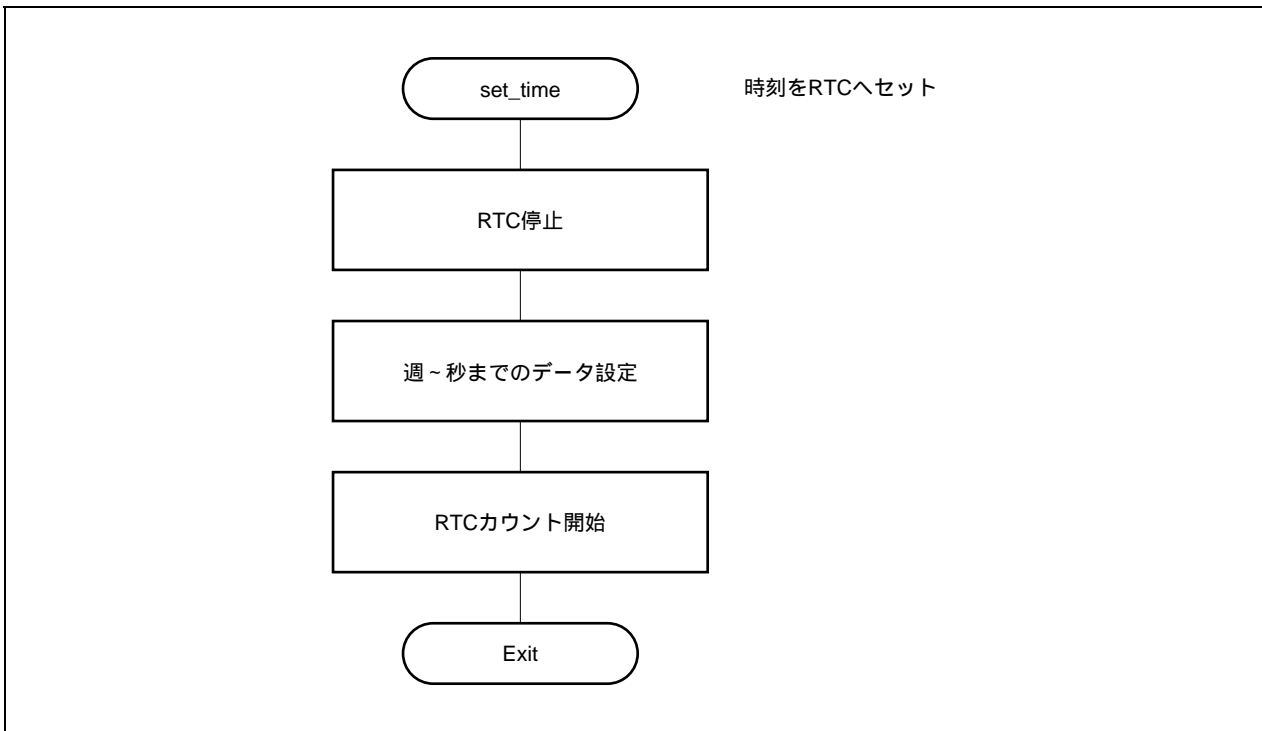 set_time
時刻をRTCへセット
RTC停止
週~秒までのデータ設定
RTCカウント開始
Exit